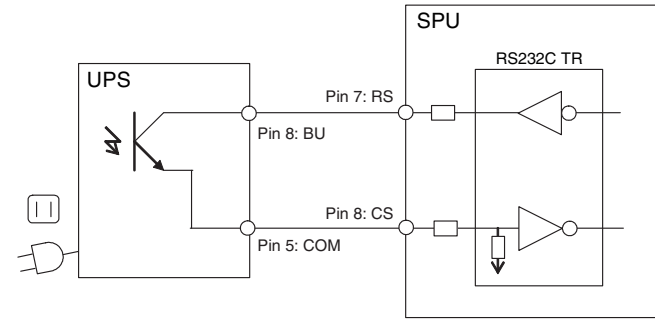 SPU
RS232C TR
UPS
Pin 7: RS
Pin 8: BU
Pin 8: CS
Pin 5: COM